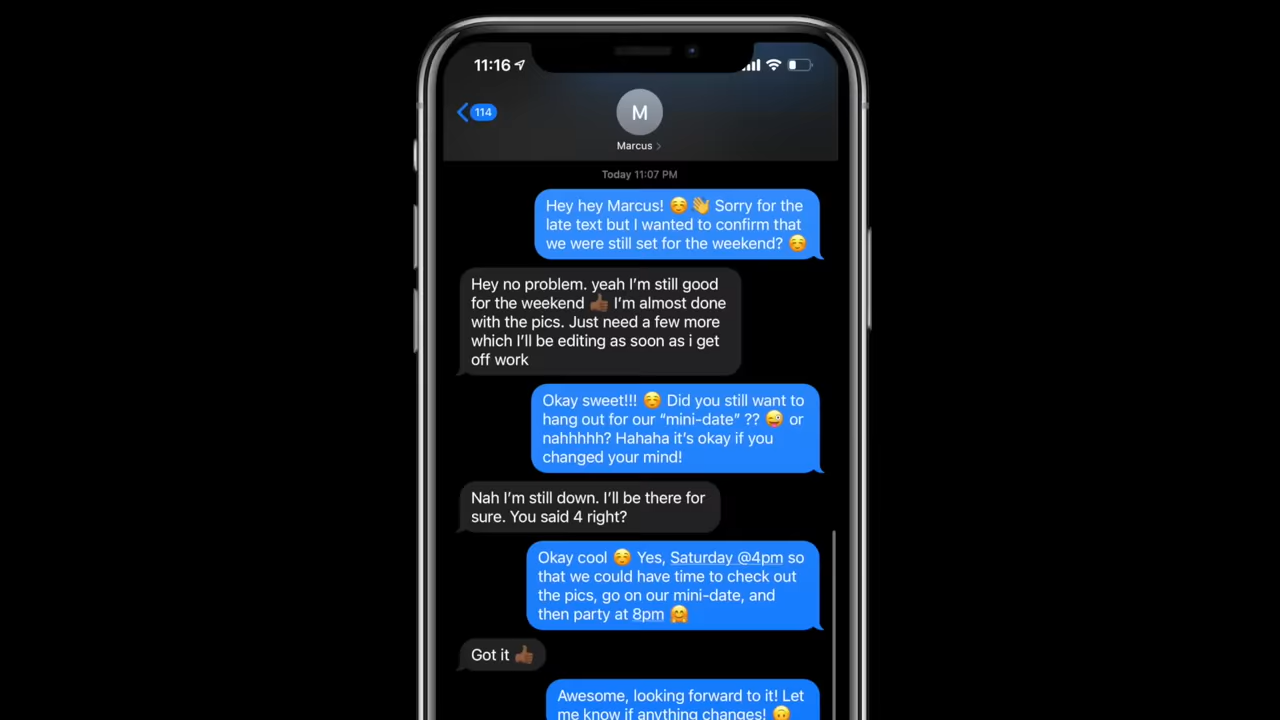 11:16
114
M
Marcus
Today 11:07 PM
Hey hey Marcus! ☺️ 👋 Sorry for the
late text but I wanted to confirm that
we were still set for the weekend? ☺️
Hey no problem. yeah I’m still good
for the weekend 👍🏾 I’m almost done
with the pics. Just need a few more
which I’ll be editing as soon as i get
off work
Okay sweet!!! ☺️ Did you still want to
hang out for our “mini-date” ?? 😜 or
nahhhhh? Hahaha it’s okay if you
changed your mind!
Nah I’m still down. I’ll be there for
sure. You said 4 right?
Okay cool ☺️ Yes, Saturday @4pm so
that we could have time to check out
the pics, go on our mini-date, and
then party at 8pm 🤗
Got it 👍🏾
Awesome, looking forward to it! Let
me know if anything changes! 🙃